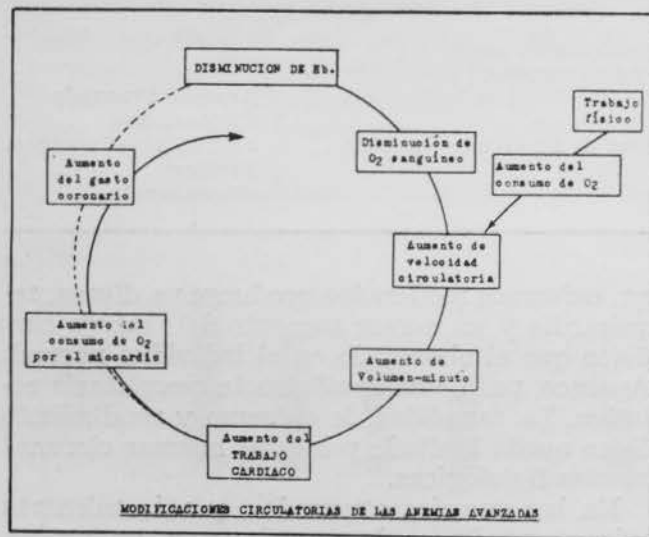 DISMINUCION DE Hb.
Disminución de
O2 sanguíneo
Trabajo
físico
Aumento del
consumo de O2
Aumento de
velocidad
circulatoria
Aumento de
Volumen-minuto
Aumento del
TRABAJO
CARDIACO
Aumento del
consumo de O2
por el miocardio
Aumento
del gasto
coronario
MODIFICACIONES CIRCULATORIAS DE LAS ANEMIAS AVANZADAS